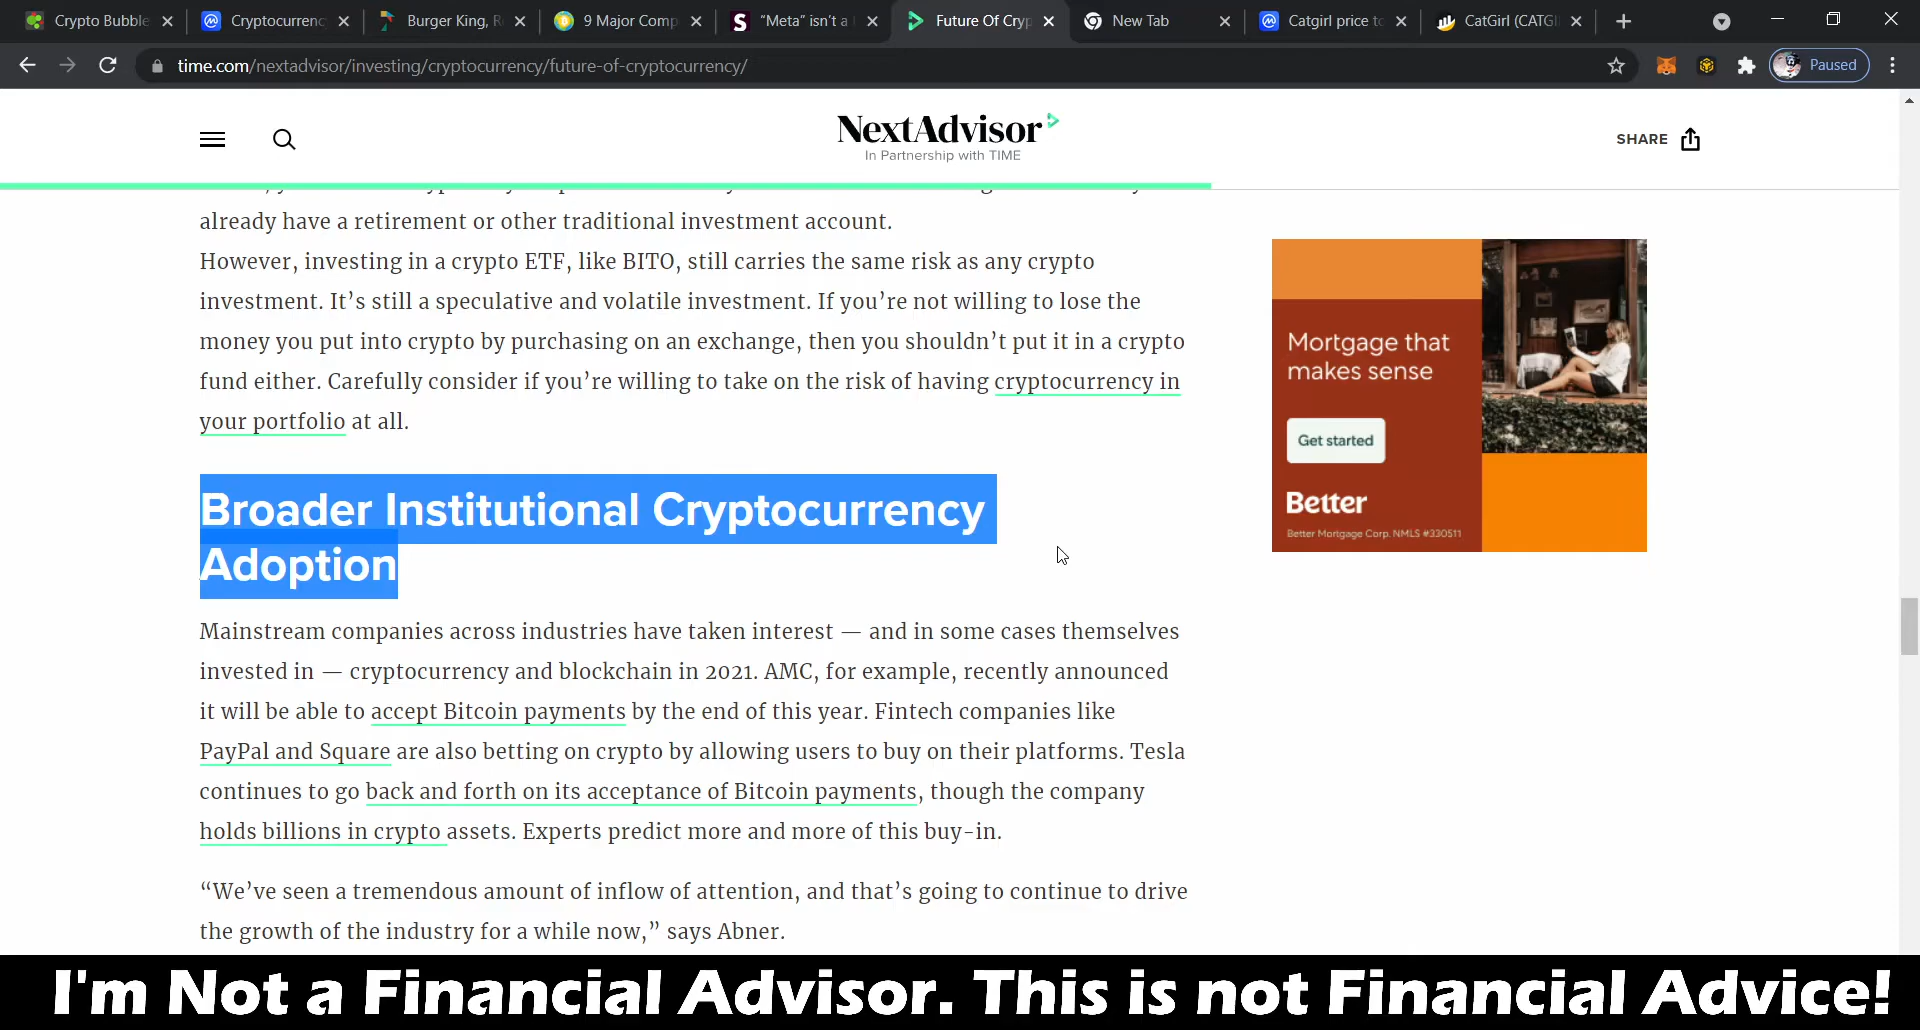 Crypto Bubble
Cryptocurrenc
Burger King, R
9 Major Comp
"Meta" isn't a
Future Of Cryp
New Tab
Catgirl price to
CatGirl (CATGI
time.com/nextadvisor/investing/cryptocurrency/future-of-cryptocurrency/
Paused
NextAdvisor
In Partnership with TIME
SHARE
already have a retirement or other traditional investment account.
However, investing in a crypto ETF, like BITO, still carries the same risk as any crypto
investment. It's still a speculative and volatile investment. If you're not willing to lose the
money you put into crypto by purchasing on an exchange, then you shouldn't put it in a crypto
fund either. Carefully consider if you're willing to take on the risk of having cryptocurrency in
your portfolio at all.
Mortgage that
makes sense
Get started
Better
Better Mortgage Corp. NMLS #330511
Broader Institutional Cryptocurrency
Adoption
Mainstream companies across industries have taken interest — and in some cases themselves
invested in — cryptocurrency and blockchain in 2021. AMC, for example, recently announced
it will be able to accept Bitcoin payments by the end of this year. Fintech companies like
PayPal and Square are also betting on crypto by allowing users to buy on their platforms. Tesla
continues to go back and forth on its acceptance of Bitcoin payments, though the company
holds billions in crypto assets. Experts predict more and more of this buy-in.
“We’ve seen a tremendous amount of inflow of attention, and that’s going to continue to drive
the growth of the industry for a while now,” says Abner.
I'm Not a Financial Advisor. This is not Financial Advice!